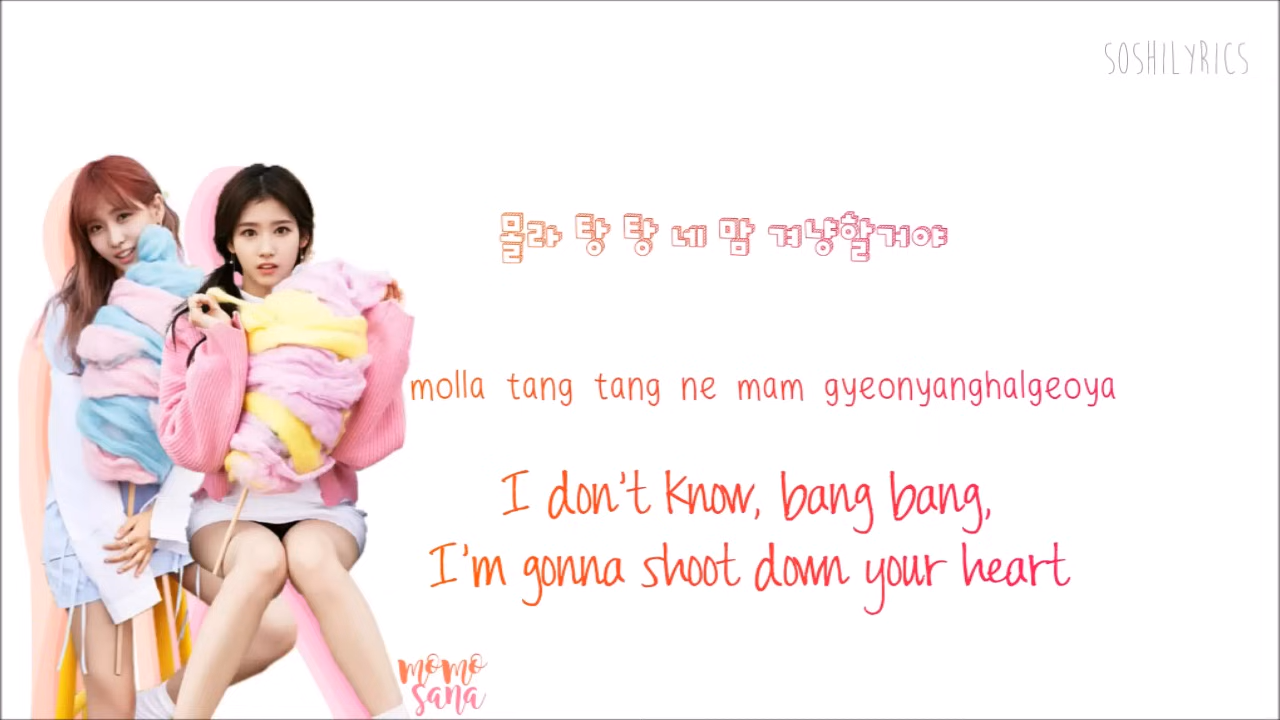 SOSHILYRICS
몰라 탕 탕 네 맘 겨냥할거야
molla tang tang ne mam gyeonyanghalgeoya
I don't know, bang bang,
I'm gonna shoot down your heart
momo
sana